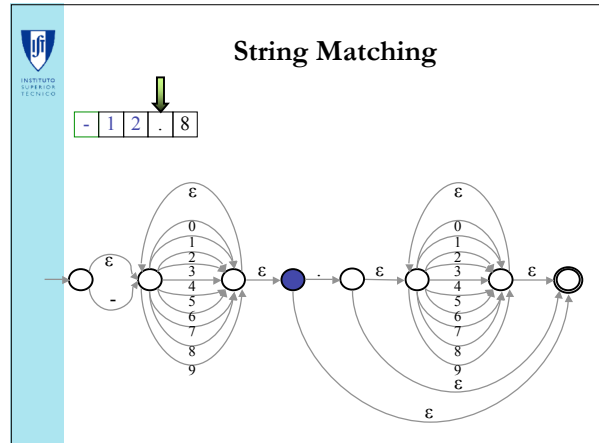 String Matching
INSTITUTO
SUPERIOR
TÉCNICO
- 1 2 . 8
ε ε
0 0
1 1
ε 2 2
3 ε . ε 3 ε
- 4 4
5 5
6 6
7 7
8 8
9 9
ε
ε